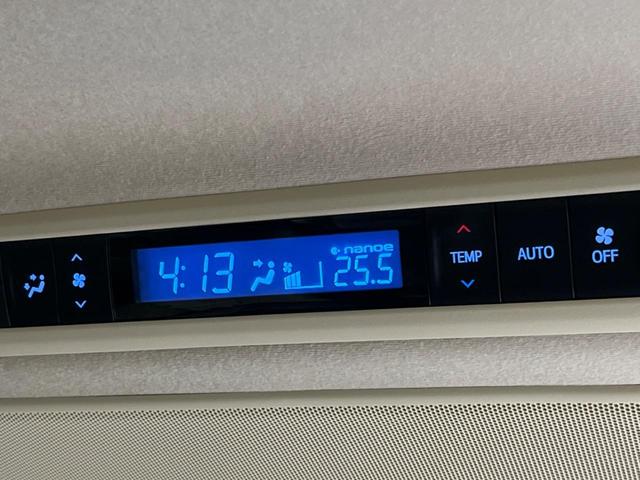 nanoe
4:13 25.5
TEMP
AUTO
OFF